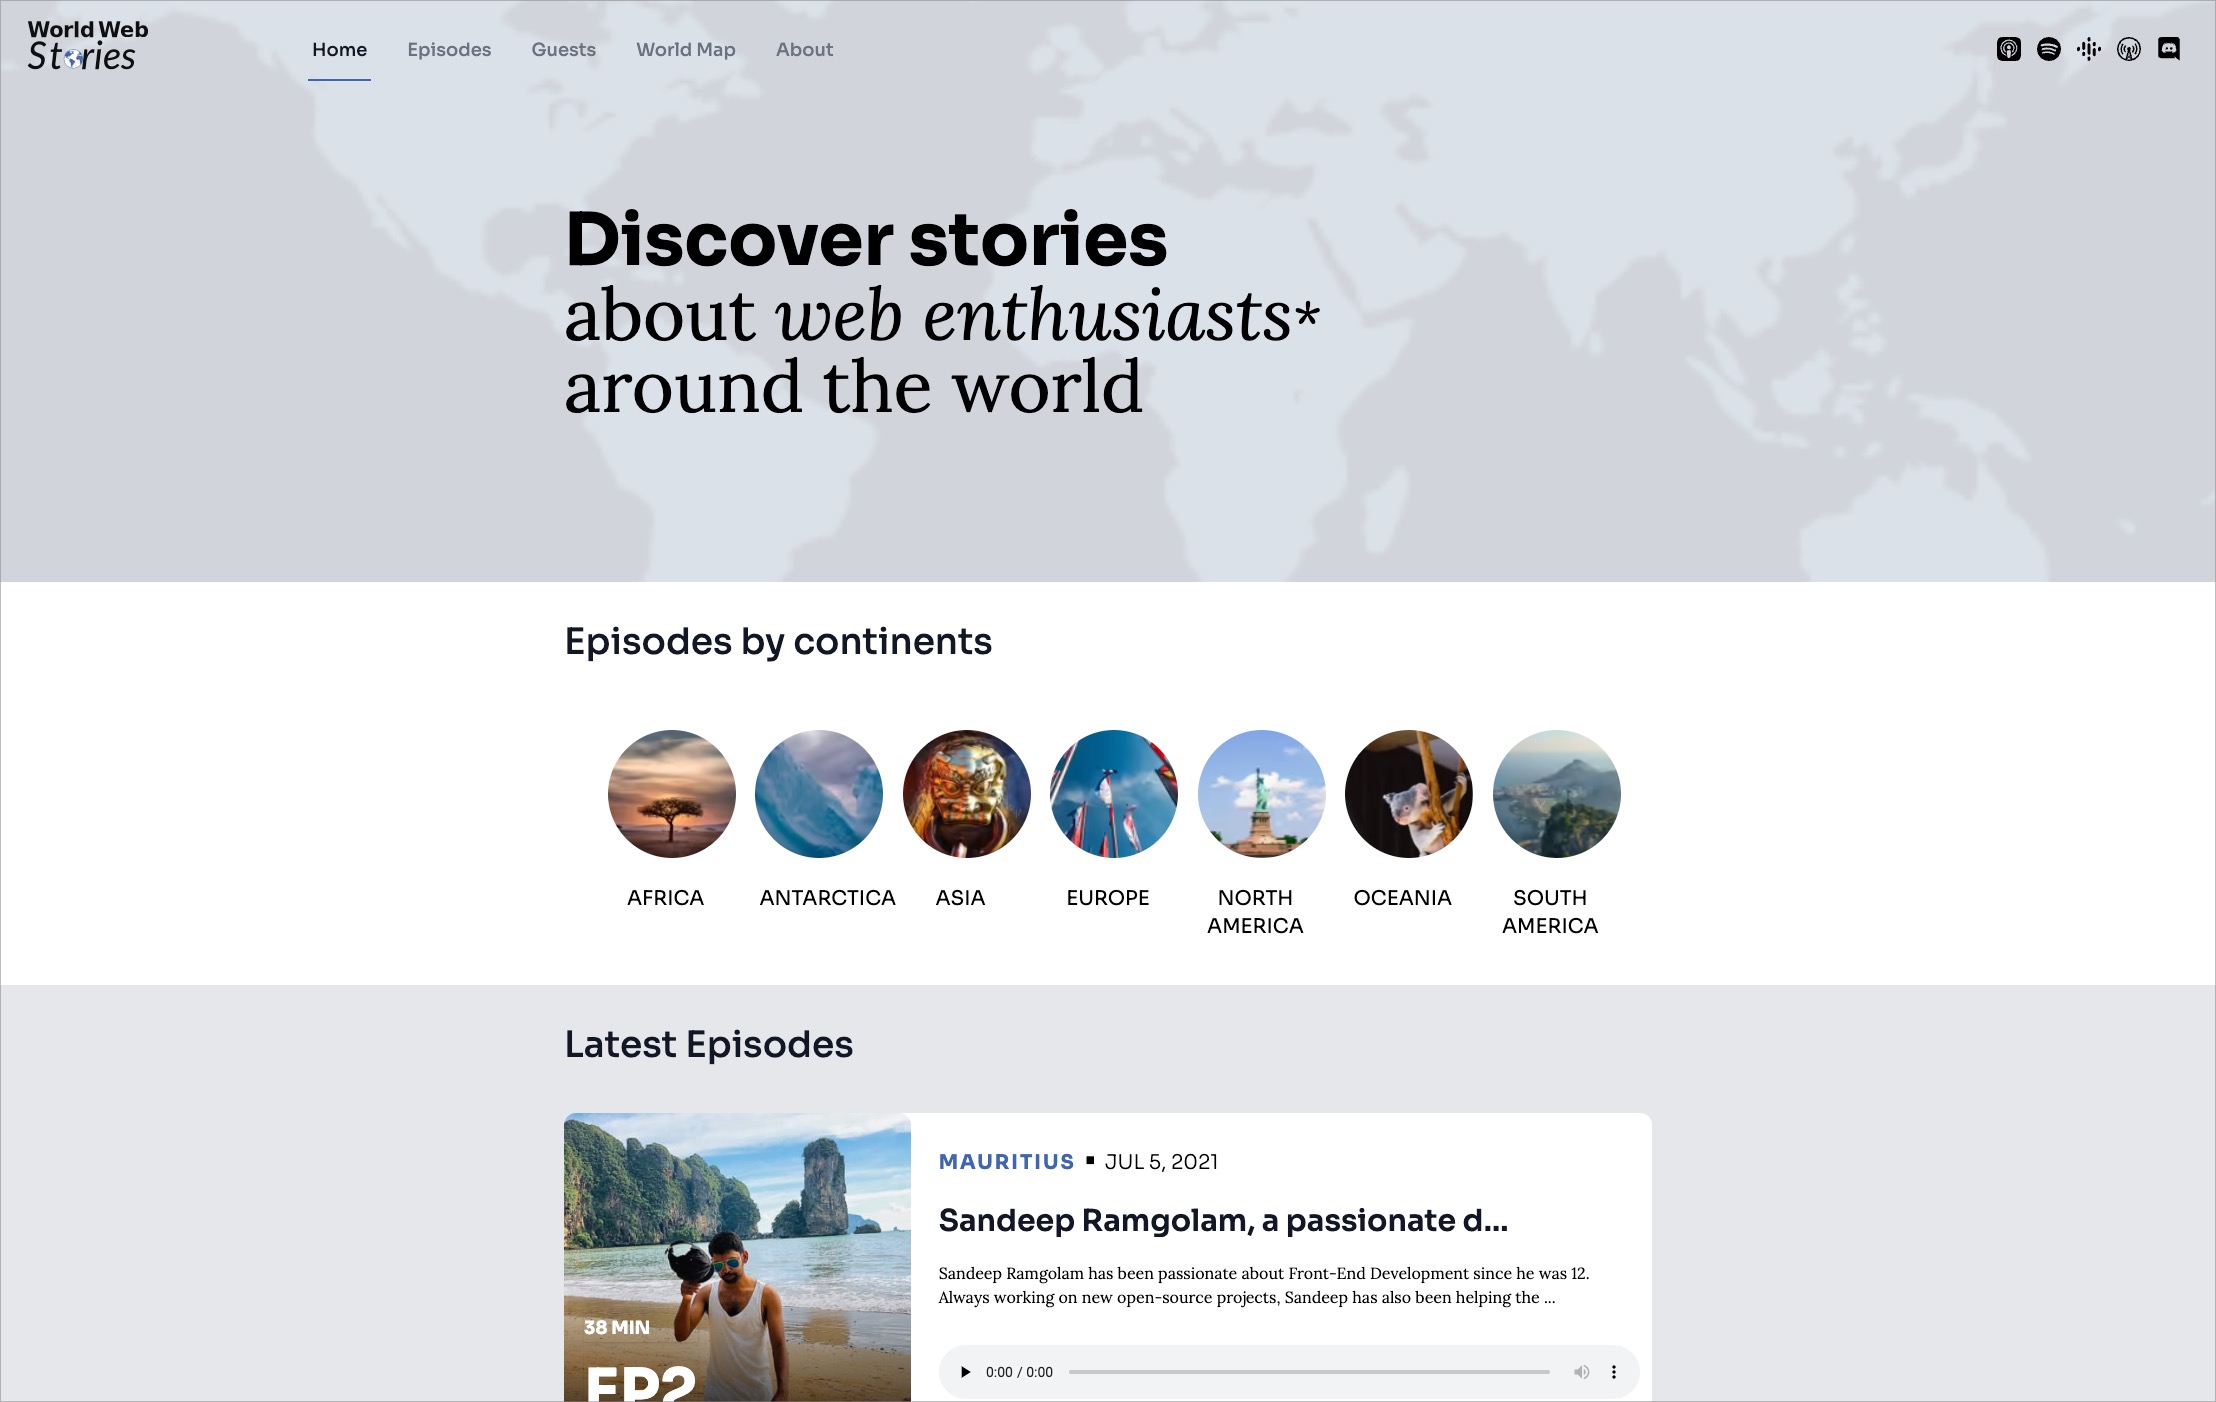 World Web
Stories
Home
Episodes
Guests
World Map
About
Discover stories
about web enthusiasts*
around the world
Episodes by continents
AFRICA
ANTARCTICA
ASIA
EUROPE
NORTH
AMERICA
OCEANIA
SOUTH
AMERICA
Latest Episodes
38 MIN
EP2
MAURITIUS ▪ JUL 5, 2021
Sandeep Ramgolam, a passionate d...
Sandeep Ramgolam has been passionate about Front-End Development since he was 12.
Always working on new open-source projects, Sandeep has also been helping the ...
0:00 / 0:00